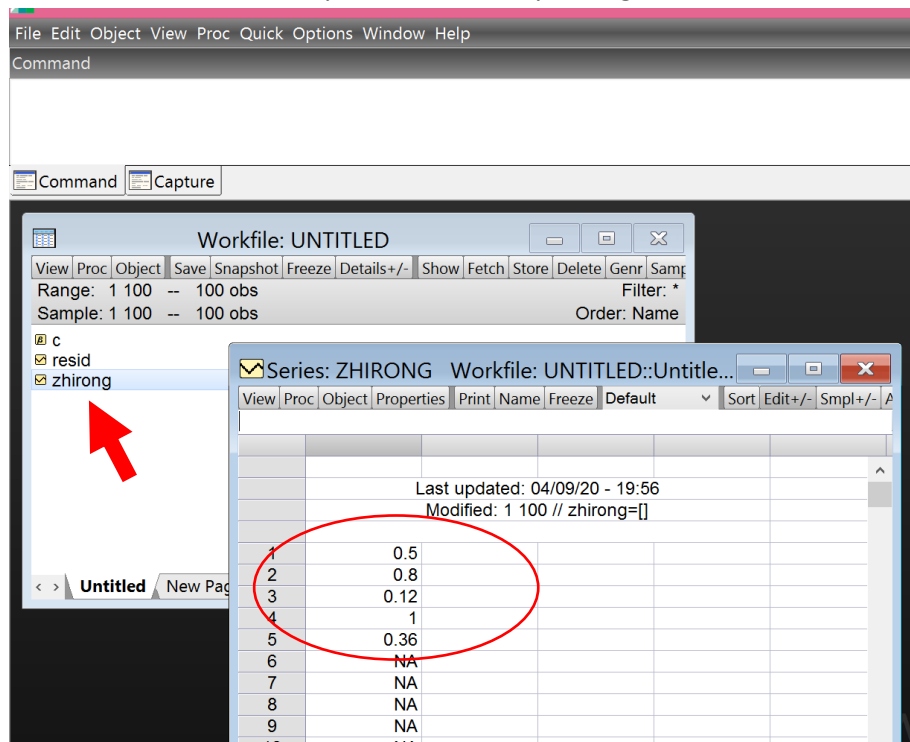 File Edit Object View Proc Quick Options Window Help
Command
Command Capture
Workfile: UNTITLED
View Proc Object Save Snapshot Freeze Details+/- Show Fetch Store Delete Genr Samp
Range: 1 100 -- 100 obs Filter: *
Sample: 1 100 -- 100 obs Order: Name
c
resid
zhirong
Untitled New Pag
Series: ZHIRONG Workfile: UNTITLED::Untitle...
View Proc Object Properties Print Name Freeze Default Sort Edit+/- Smpl+/- A
Last updated: 04/09/20 - 19:56
Modified: 1 100 // zhirong=[]
1 0.5
2 0.8
3 0.12
4 1
5 0.36
6 NA
7 NA
8 NA
9 NA